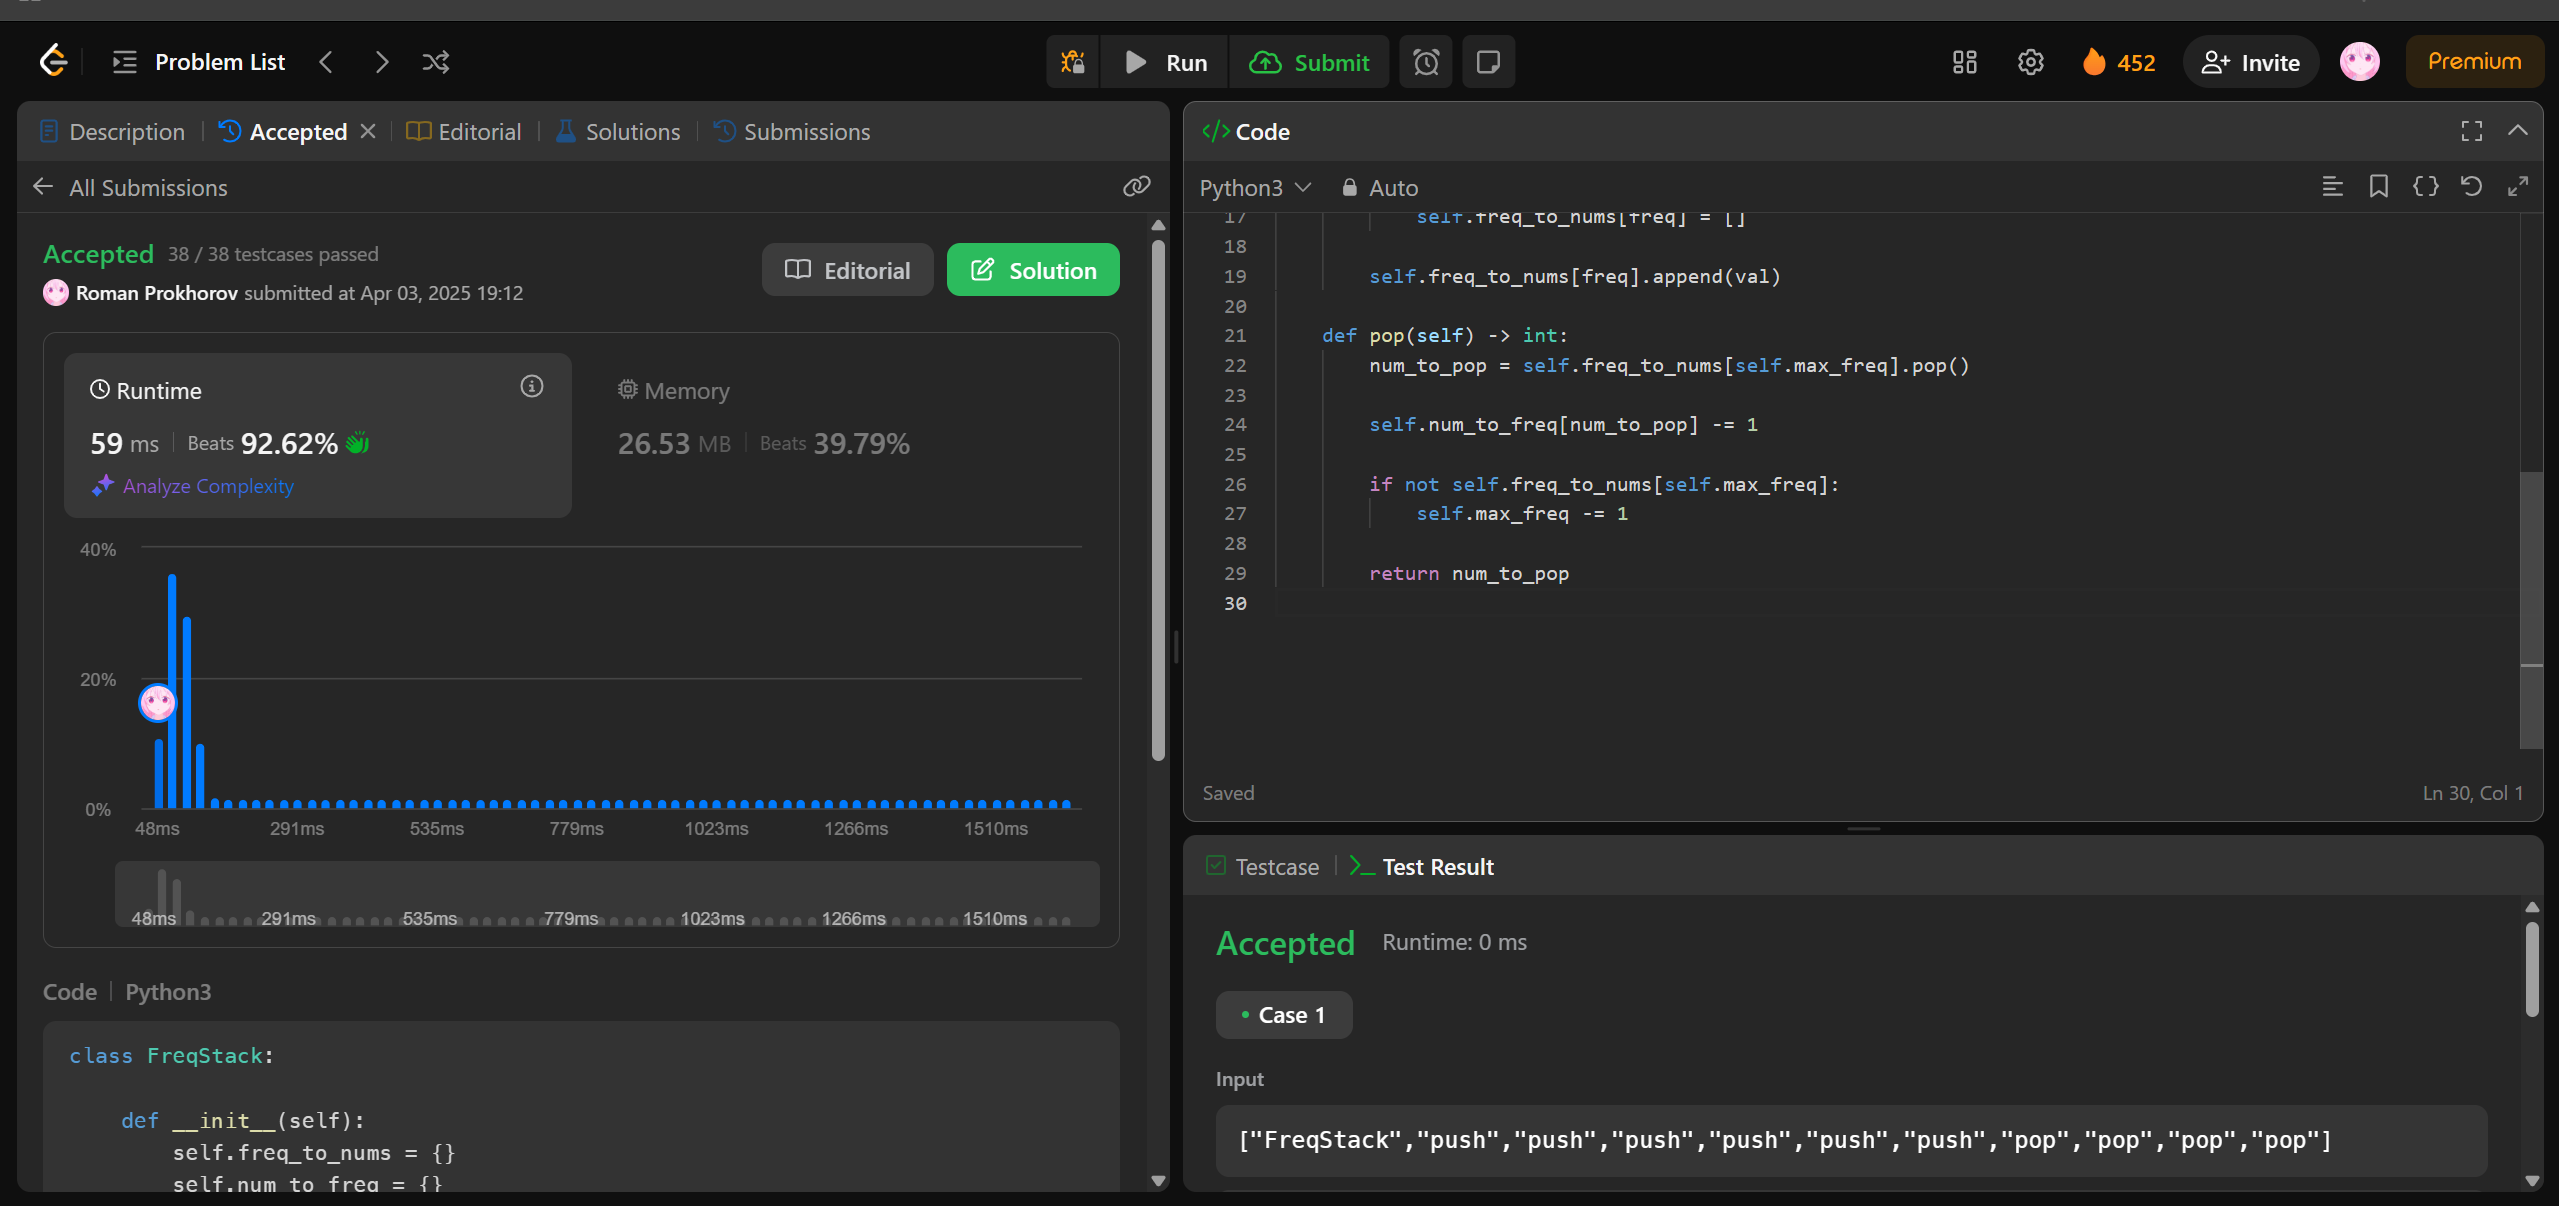 Problem List
Run
Submit
452
Invite
Premium
Description
Accepted
Editorial
Solutions
Submissions
All Submissions
Accepted 38 / 38 testcases passed
Roman Prokhorov submitted at Apr 03, 2025 19:12
Editorial
Solution
Runtime
59 ms Beats 92.62%
Analyze Complexity
Memory
26.53 MB Beats 39.79%
40%
20%
0%
48ms 291ms 535ms 779ms 1023ms 1266ms 1510ms
48ms 291ms 535ms 779ms 1023ms 1266ms 1510ms
Code Python3
class FreqStack:
def __init__(self):
self.freq_to_nums = {}
self.num_to_freq = {}
Code
Python3 Auto
17 self.freq_to_nums[freq] = []
18
19 self.freq_to_nums[freq].append(val)
20
21 def pop(self) -> int:
22 num_to_pop = self.freq_to_nums[self.max_freq].pop()
23
24 self.num_to_freq[num_to_pop] -= 1
25
26 if not self.freq_to_nums[self.max_freq]:
27 self.max_freq -= 1
28
29 return num_to_pop
30
Saved
Ln 30, Col 1
Testcase
>_ Test Result
Accepted Runtime: 0 ms
• Case 1
Input
["FreqStack","push","push","push","push","push","push","pop","pop","pop","pop"]